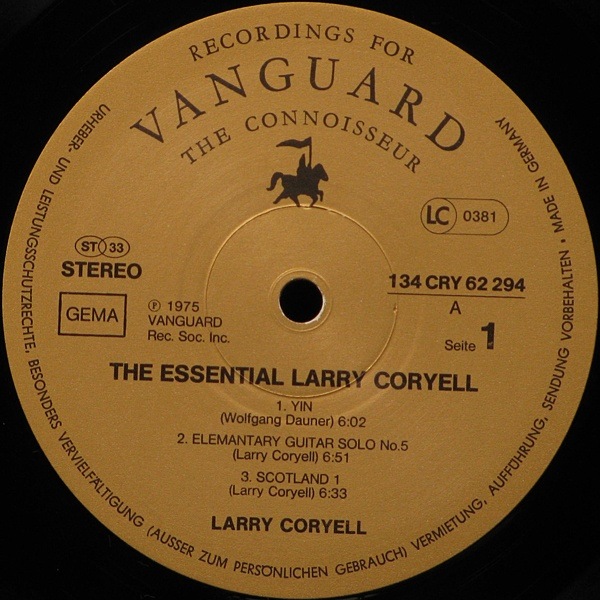 RECORDINGS FOR
VANGUARD
THE CONNOISSEUR
LC 0381
ST 33
STEREO
GEMA
℗ 1975
VANGUARD
Rec. Soc. Inc.
134 CRY 62 294
A
Seite 1
THE ESSENTIAL LARRY CORYELL
1. YIN
(Wolfgang Dauner) 6:02
2. ELEMANTARY GUITAR SOLO No.5
(Larry Coryell) 6:51
3. SCOTLAND 1
(Larry Coryell) 6:33
LARRY CORYELL
URHEBER- UND LEISTUNGSSCHUTZRECHTE, BESONDERS VERVIELFÄLTIGUNG (AUSSER ZUM PERSÖNLICHEN GEBRAUCH) VERMIETUNG, AUFFÜHRUNG, SENDUNG VORBEHALTEN • MADE IN GERMANY